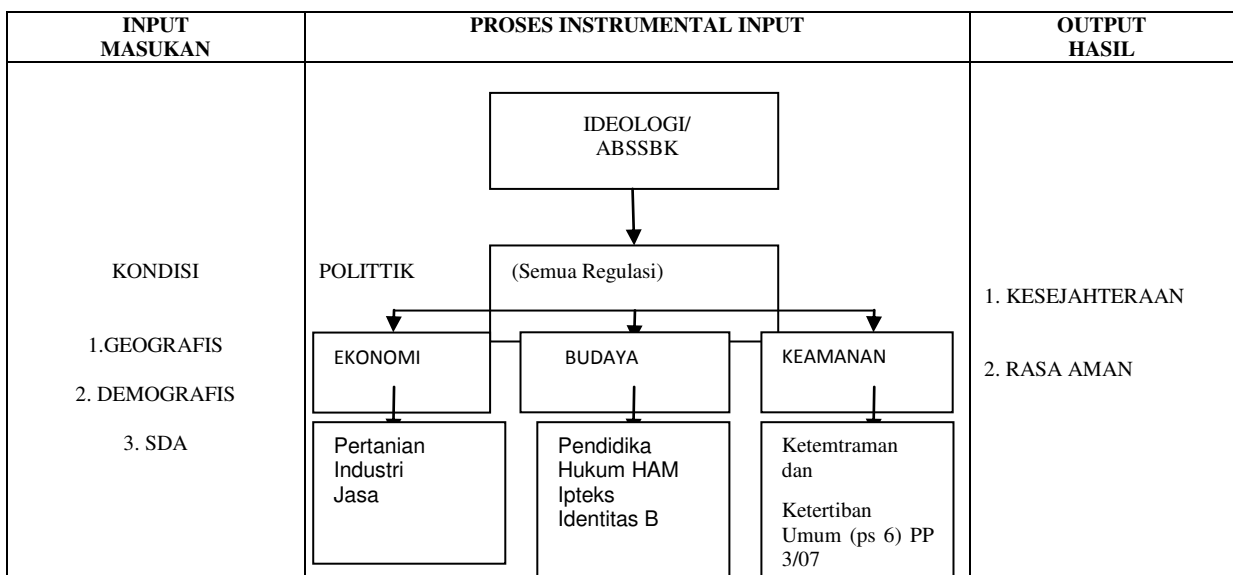 INPUT
MASUKAN
PROSES INSTRUMENTAL INPUT
OUTPUT
HASIL
KONDISI
1.GEOGRAFIS
2. DEMOGRAFIS
3. SDA
IDEOLOGI/
ABSSBK
POLITTIK
(Semua Regulasi)
EKONOMI
BUDAYA
KEAMANAN
Pertanian
Industri
Jasa
Pendidika
Hukum HAM
Ipteks
Identitas B
Ketemtraman
dan
Ketertiban
Umum (ps 6) PP
3/07
1. KESEJAHTERAAN
2. RASA AMAN